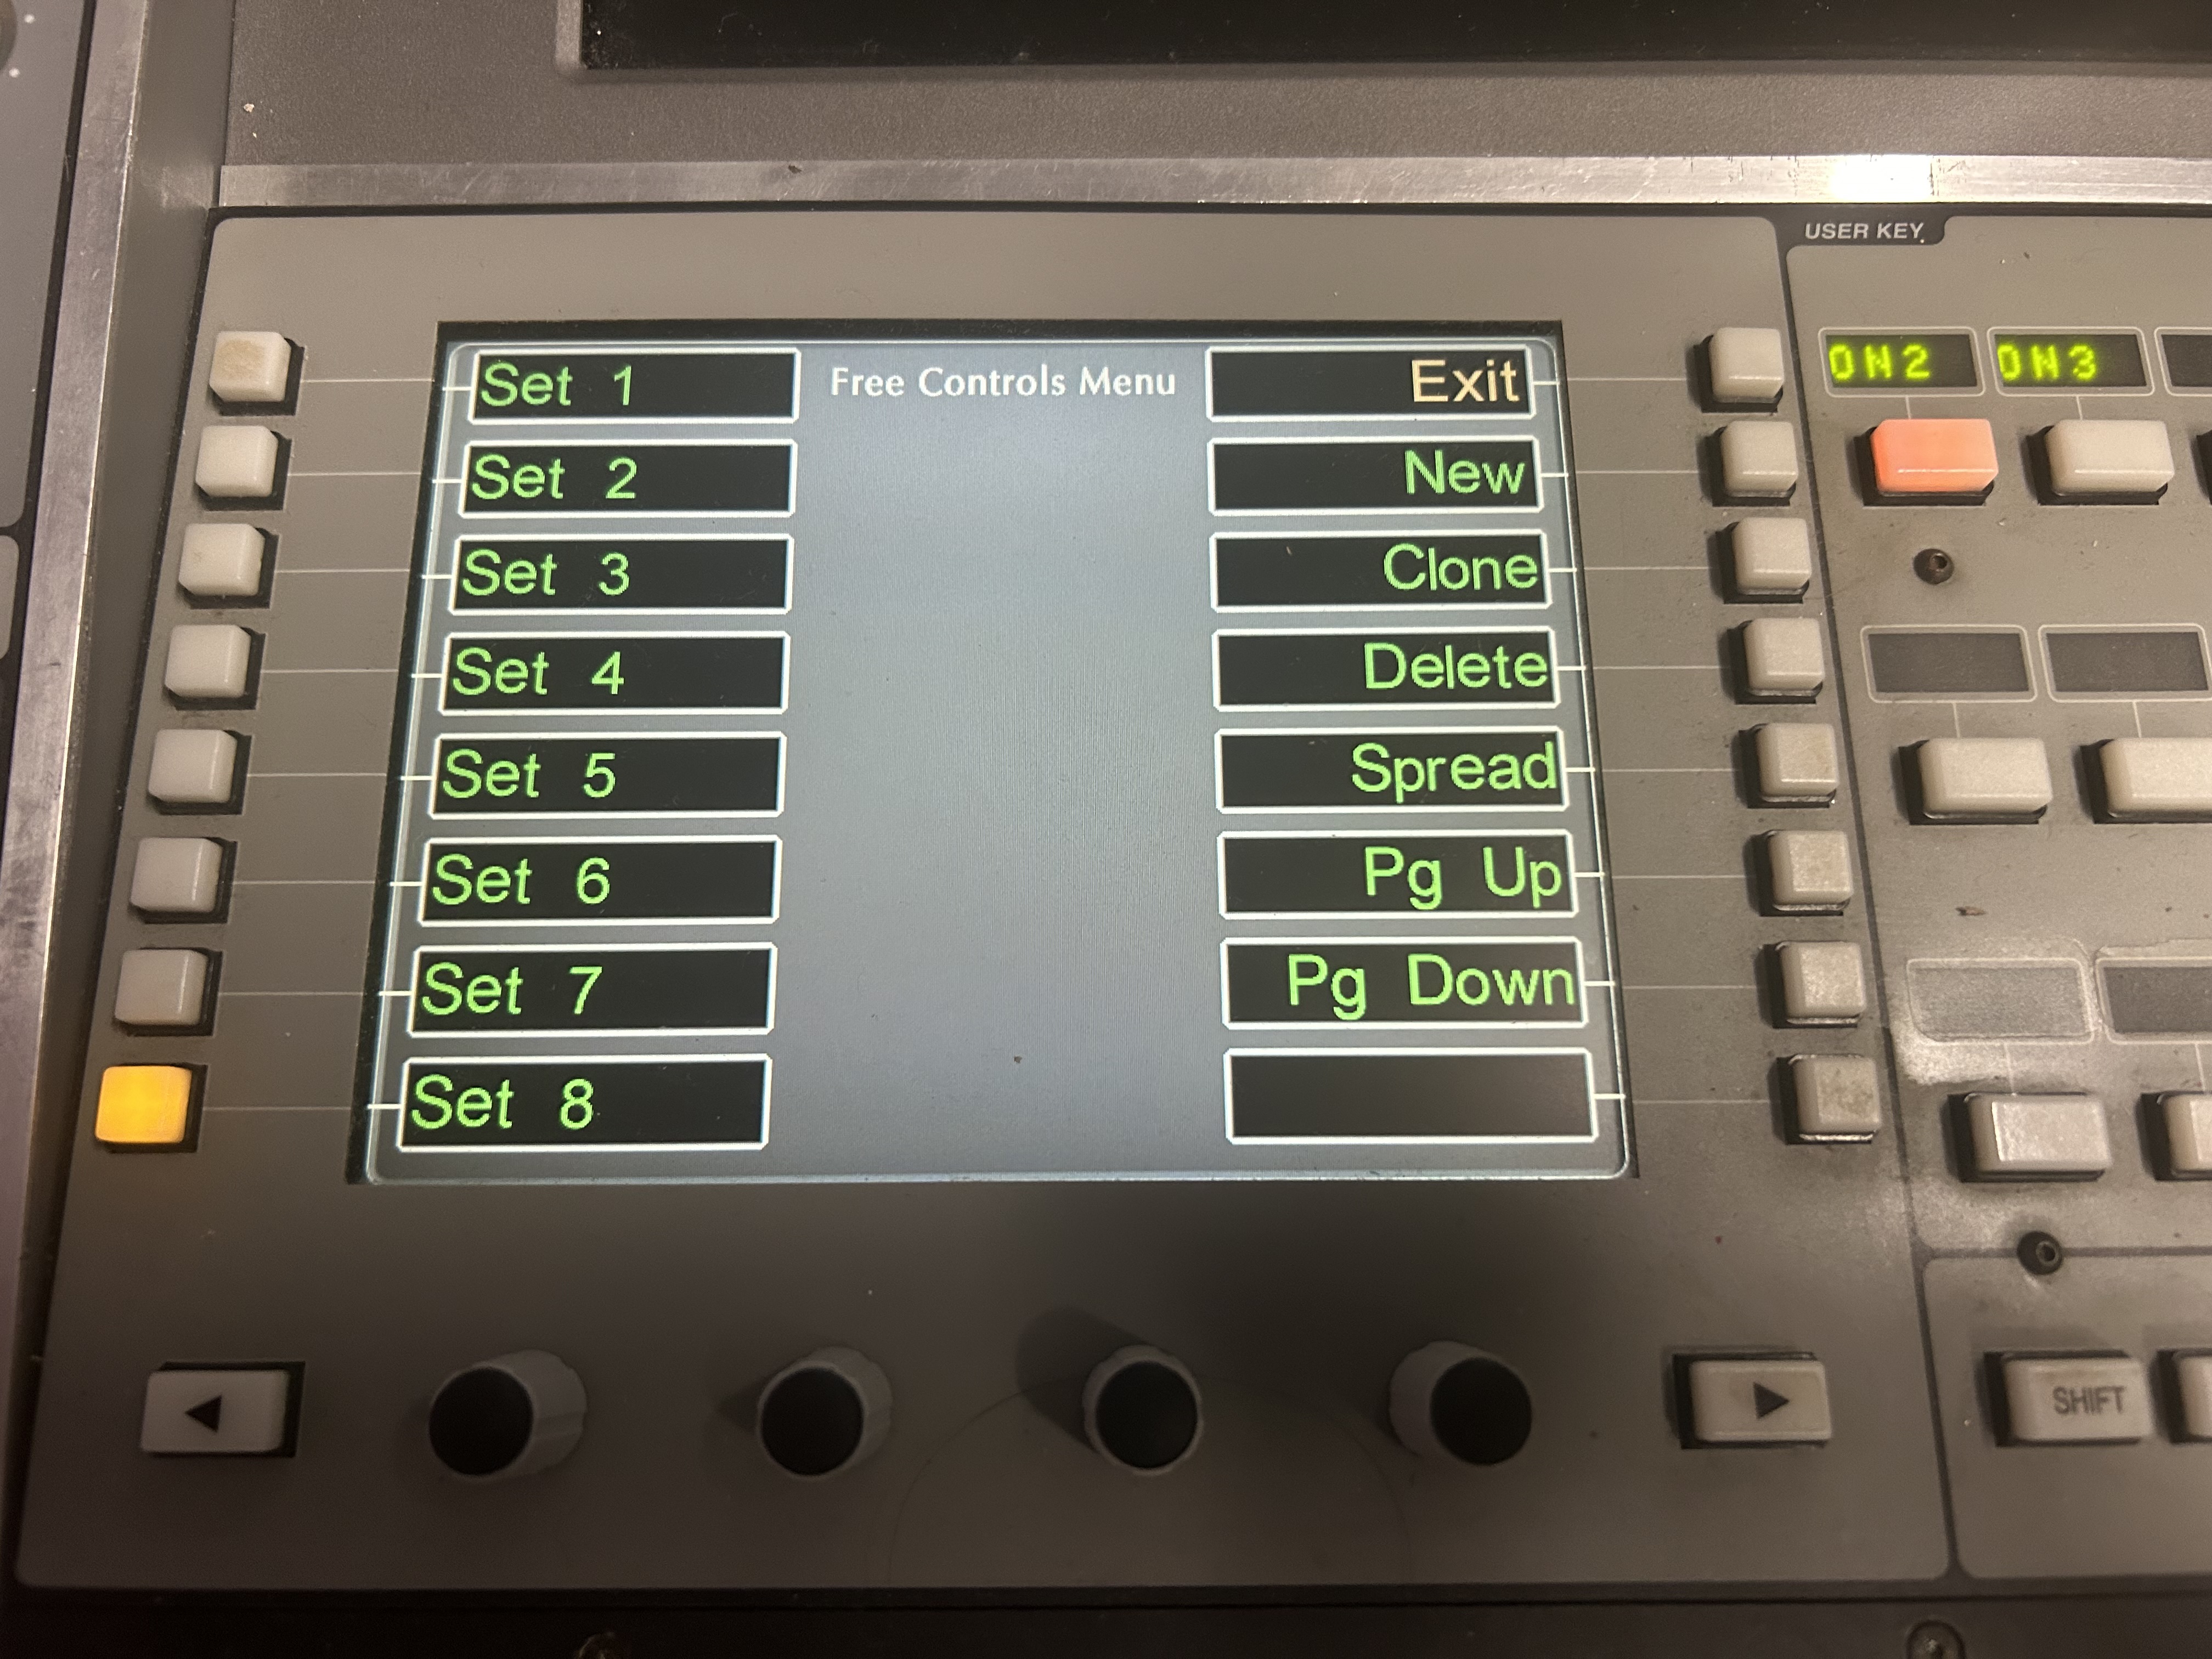 USER KEY
ON2 ON3
Free Controls Menu
Set 1
Set 2
Set 3
Set 4
Set 5
Set 6
Set 7
Set 8
Exit
New
Clone
Delete
Spread
Pg Up
Pg Down
SHIFT